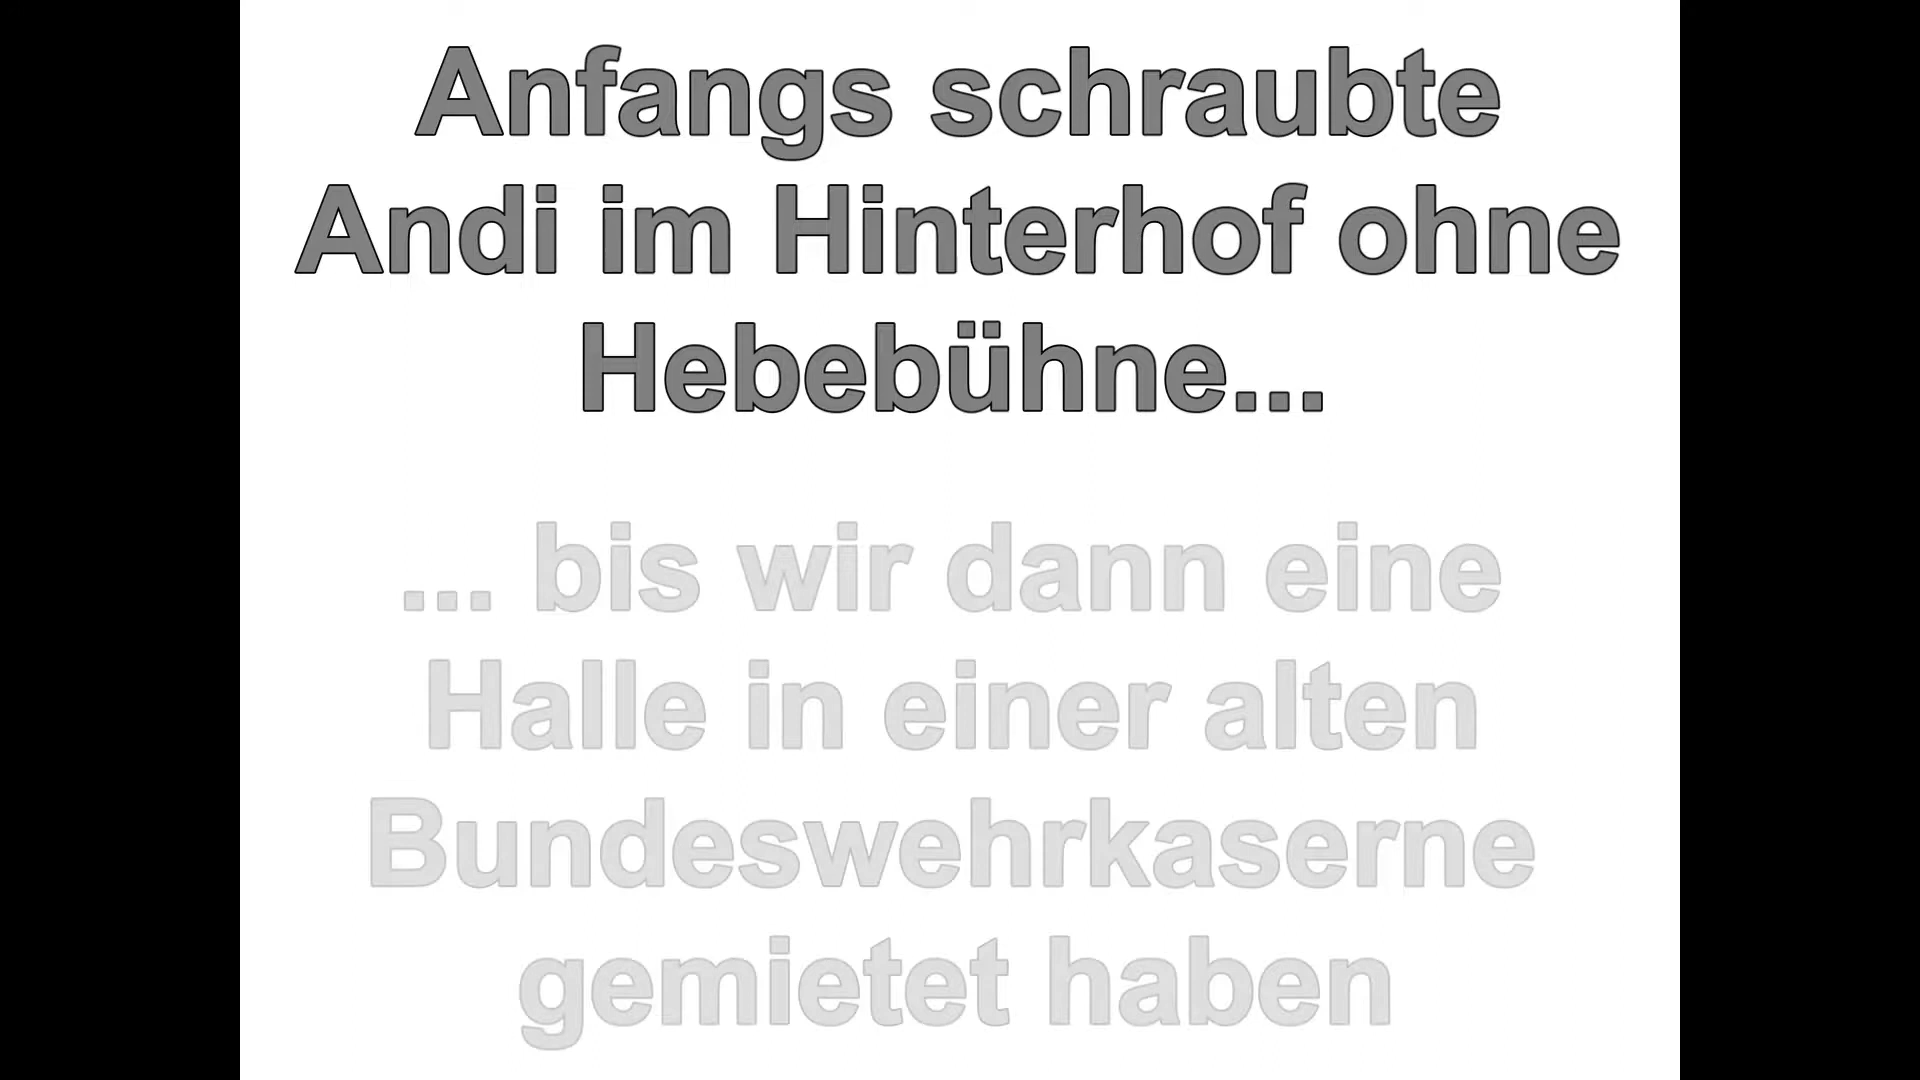 Anfangs schraubte
Andi im Hinterhof ohne
Hebebühne...
... bis wir dann eine
Halle in einer alten
Bundeswehrkaserne
gemietet haben